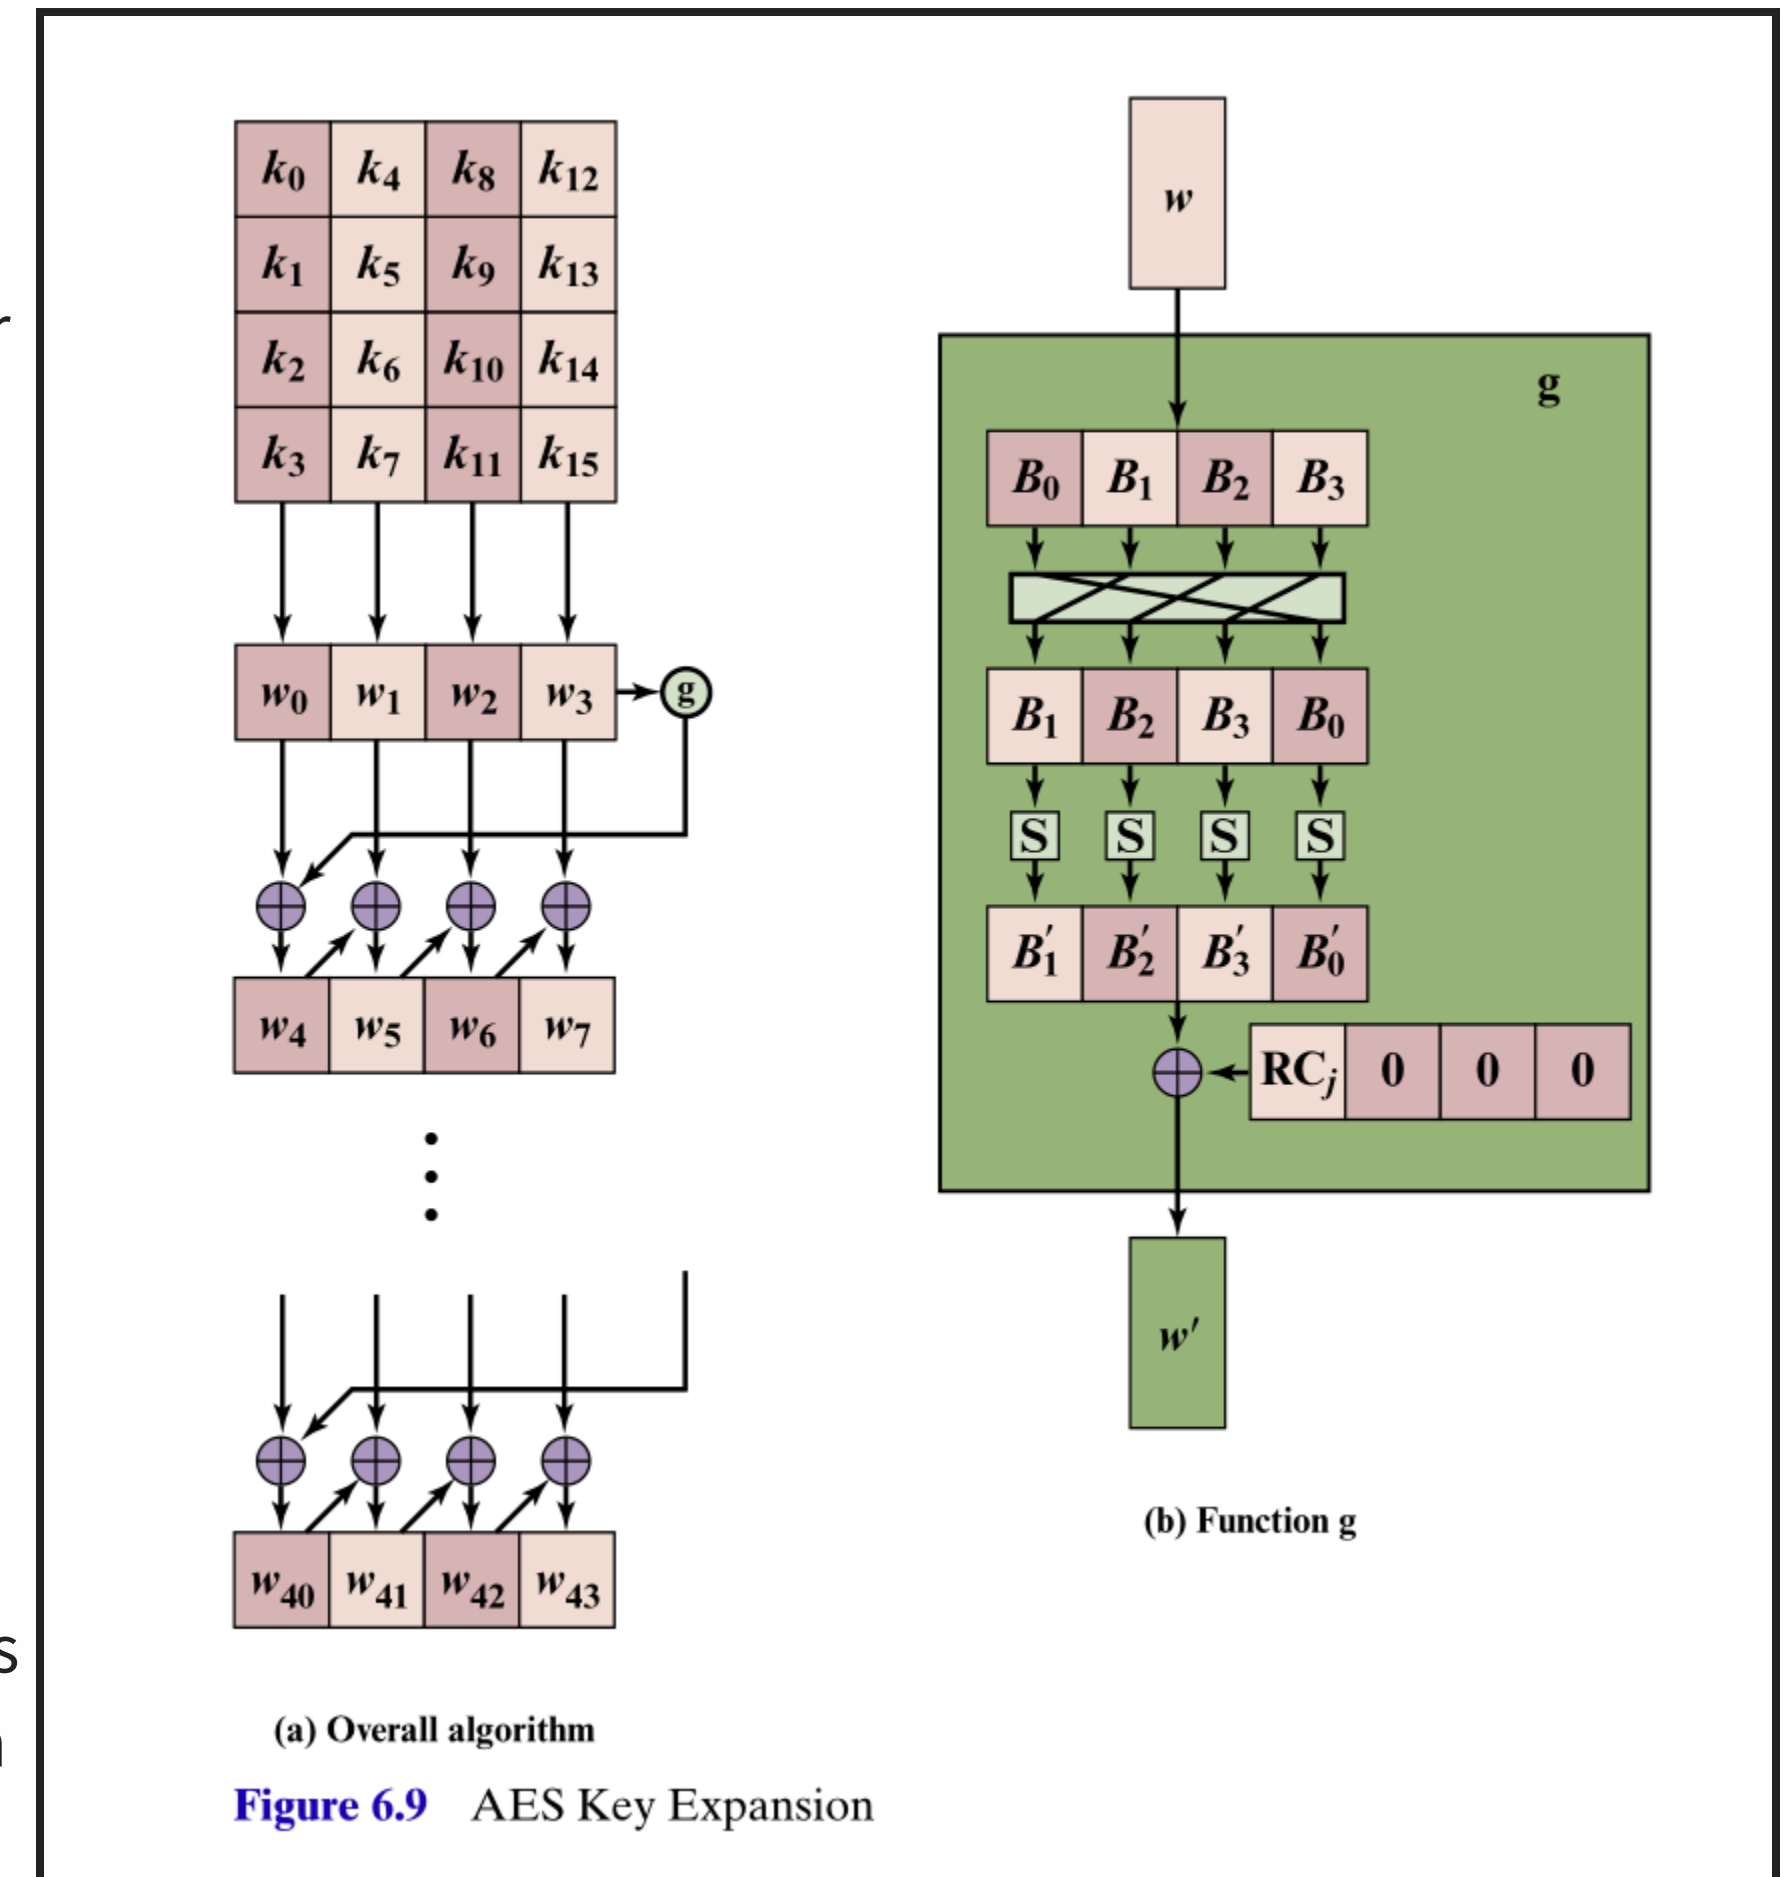 k0 k4 k8 k12
k1 k5 k9 k13
k2 k6 k10 k14
k3 k7 k11 k15
w0 w1 w2 w3 g
w4 w5 w6 w7
w40 w41 w42 w43
(a) Overall algorithm
w
g
B0 B1 B2 B3
B1 B2 B3 B0
S S S S
B′1 B′2 B′3 B′0
RCj 0 0 0
w′
(b) Function g
Figure 6.9 AES Key Expansion